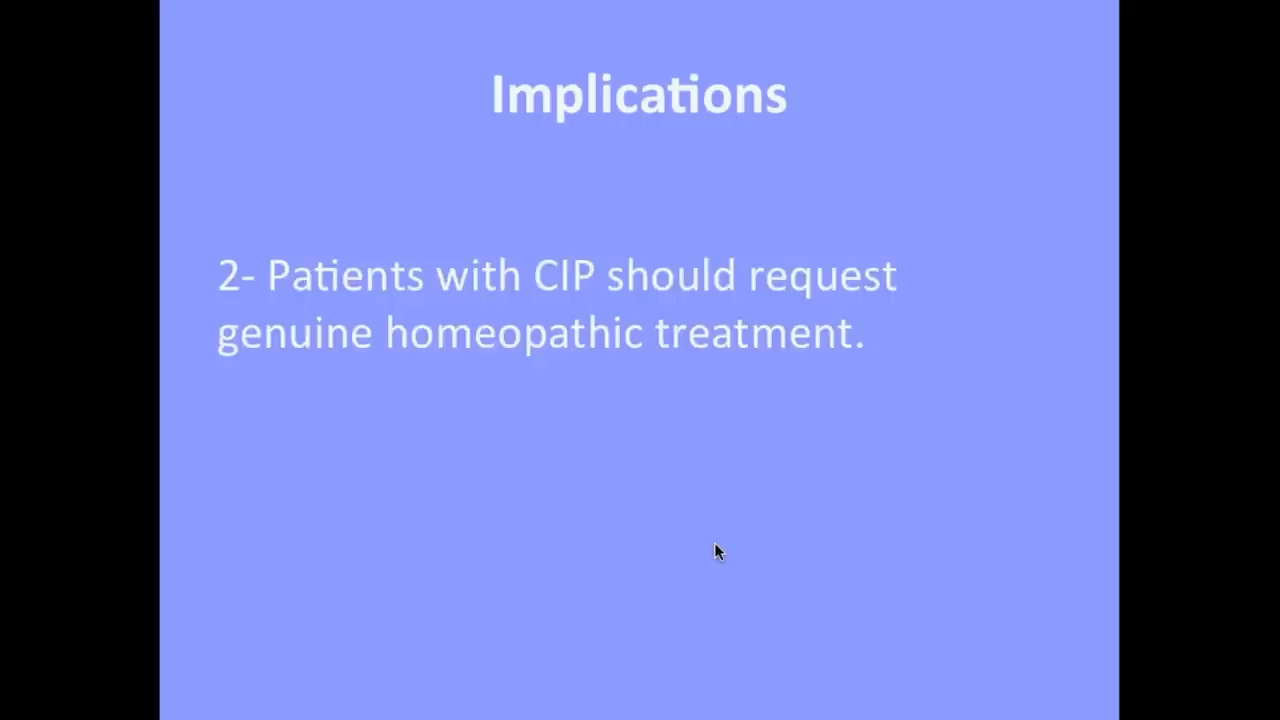 Implications
2- Patients with CIP should request
genuine homeopathic treatment.